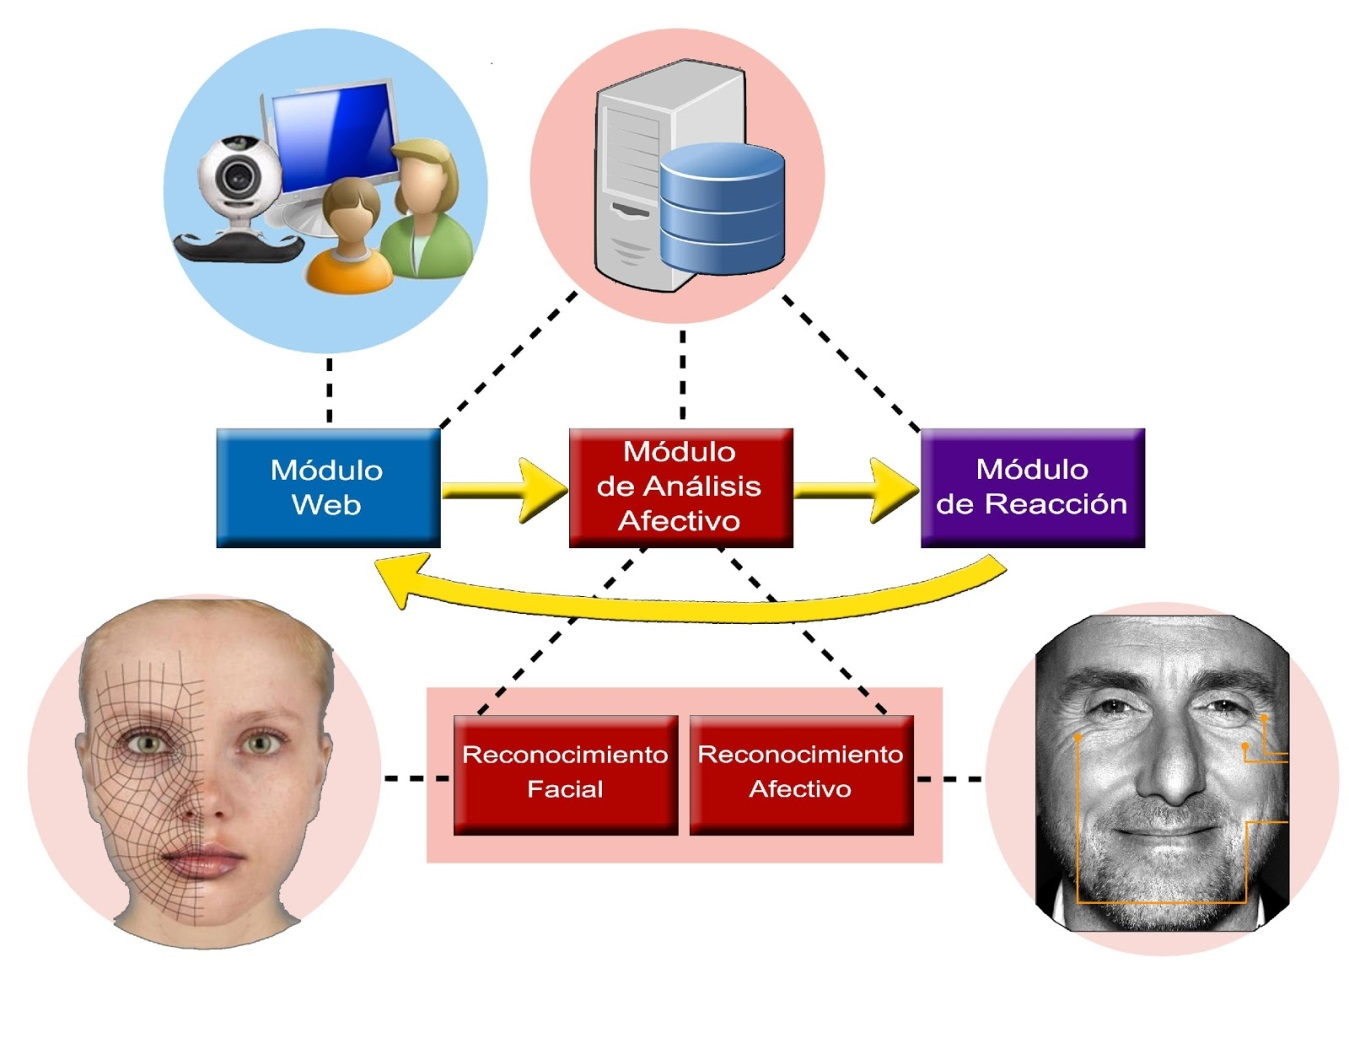 Módulo
Web
Módulo
de Análisis
Afectivo
Módulo
de Reacción
Reconocimiento
Facial
Reconocimiento
Afectivo